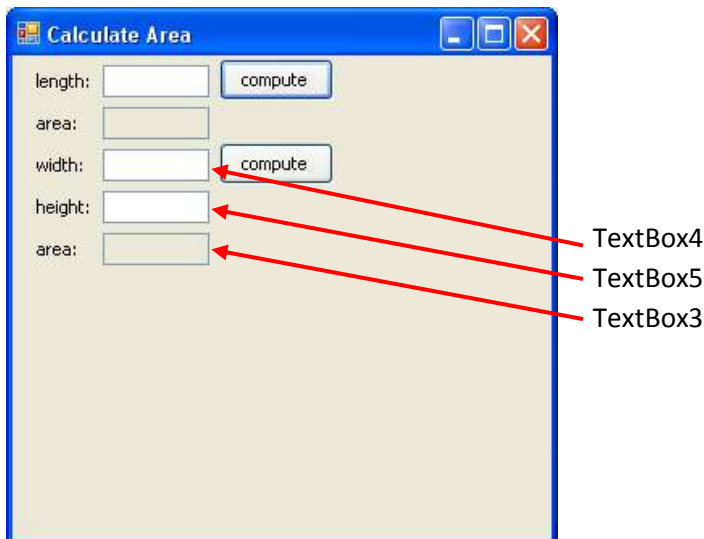 Calculate Area
length: compute
area:
width: compute
height:
area:
TextBox4
TextBox5
TextBox3